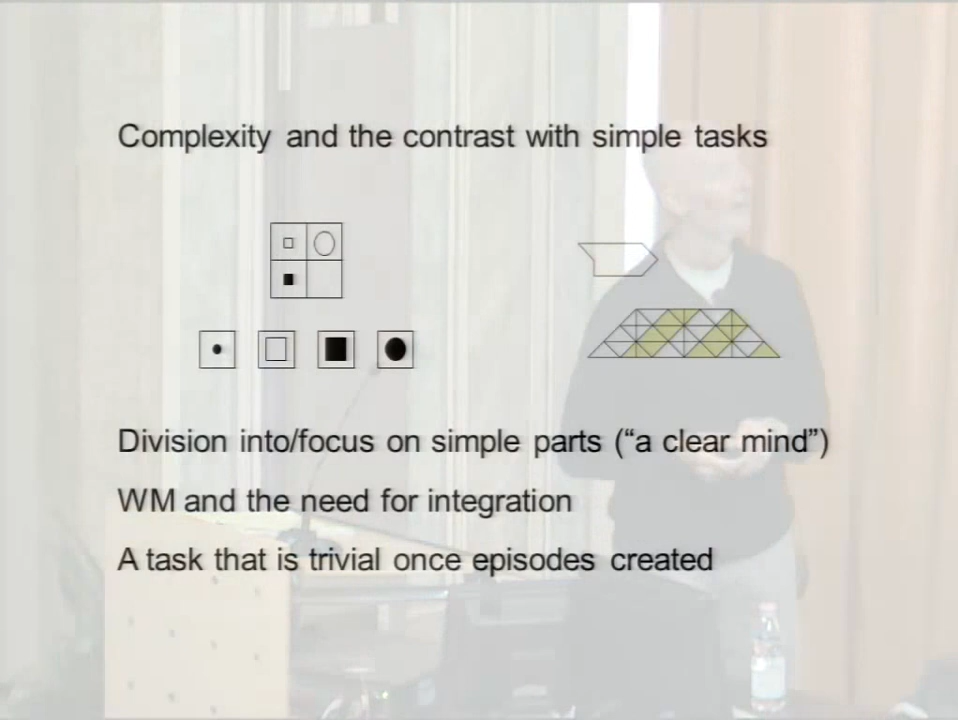 Complexity and the contrast with simple tasks
Division into/focus on simple parts (“a clear mind”)
WM and the need for integration
A task that is trivial once episodes created